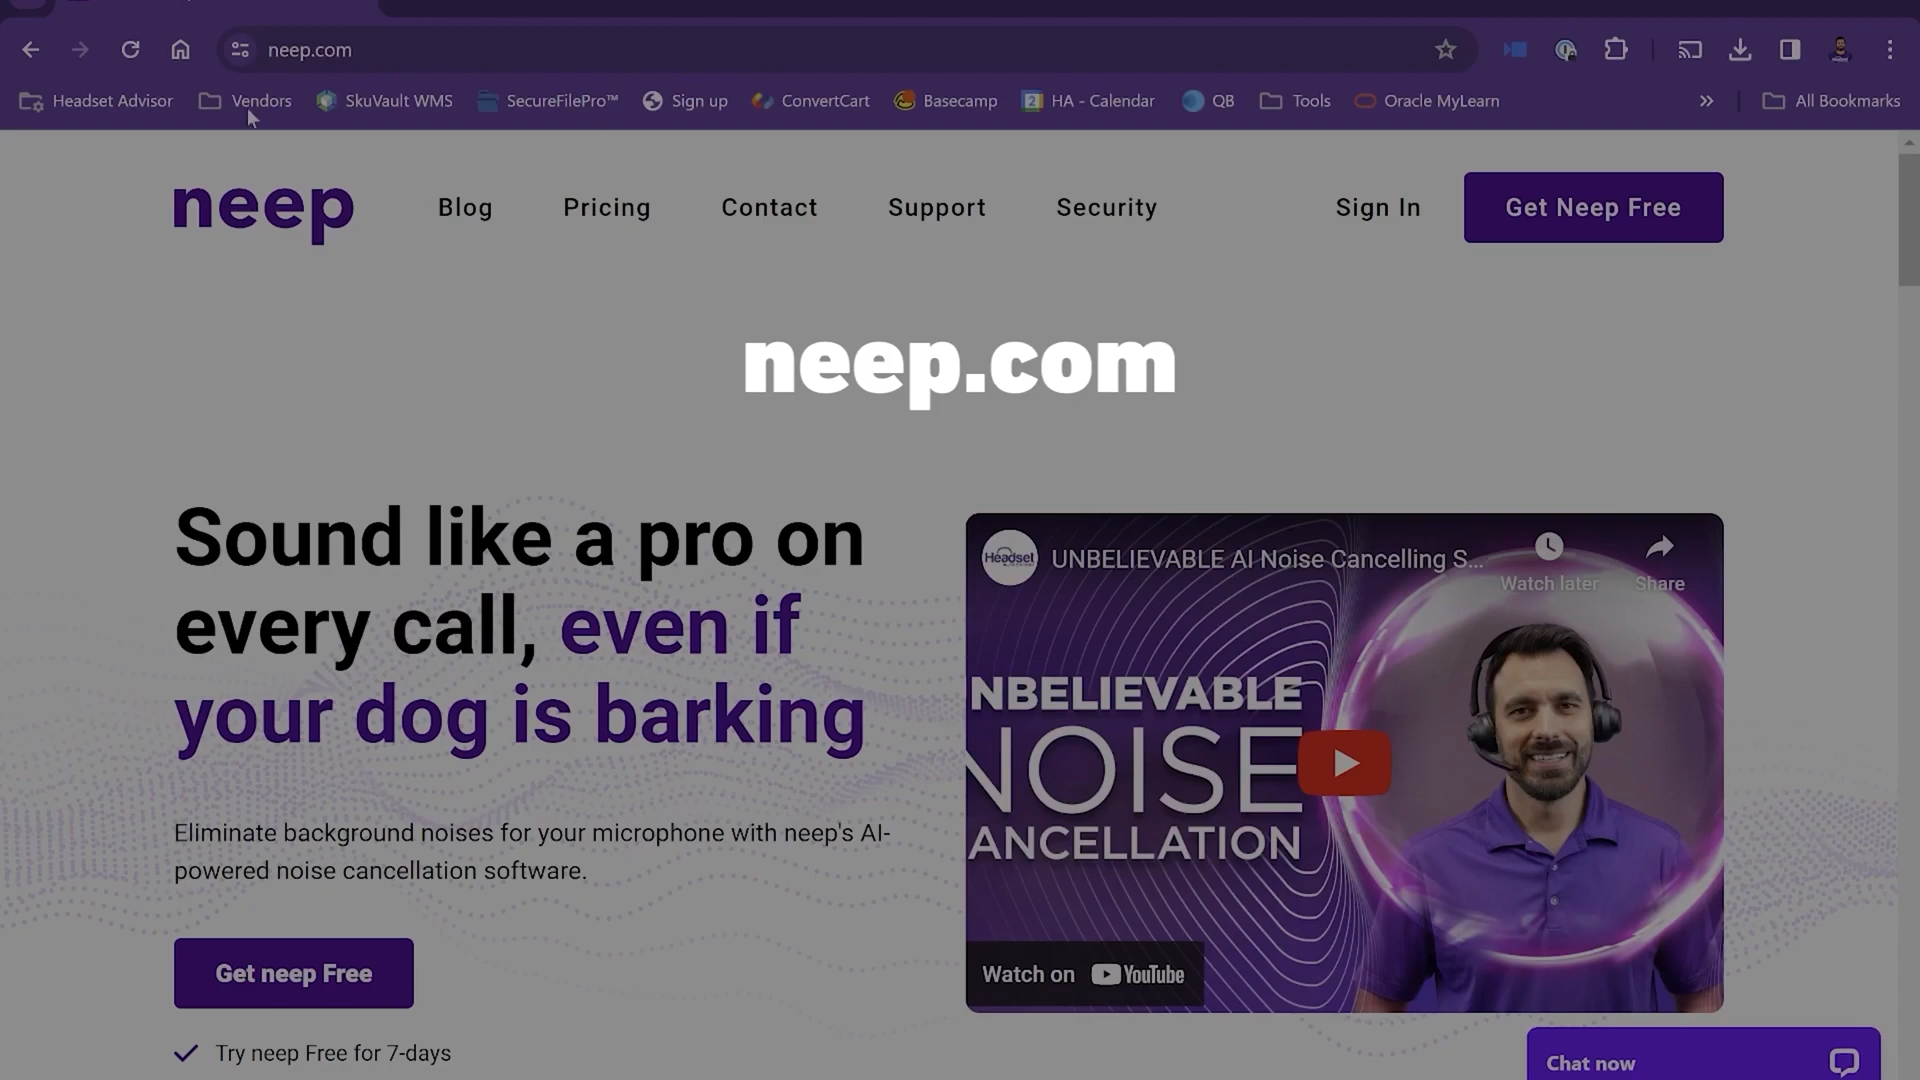 neep.com
Headset Advisor Vendors SkuVault WMS SecureFilePro™ Sign up ConvertCart Basecamp 2 HA - Calendar QB Tools Oracle MyLearn » All Bookmarks
neep Blog Pricing Contact Support Security Sign In Get Neep Free
neep.com
Sound like a pro on
every call, even if
your dog is barking
Eliminate background noises for your microphone with neep's AI-
powered noise cancellation software.
Get neep Free
Try neep Free for 7-days
Headset UNBELIEVABLE AI Noise Cancelling S... Watch later Share
NBELIEVABLE
NOISE
ANCELLATION
Watch on YouTube
Chat now